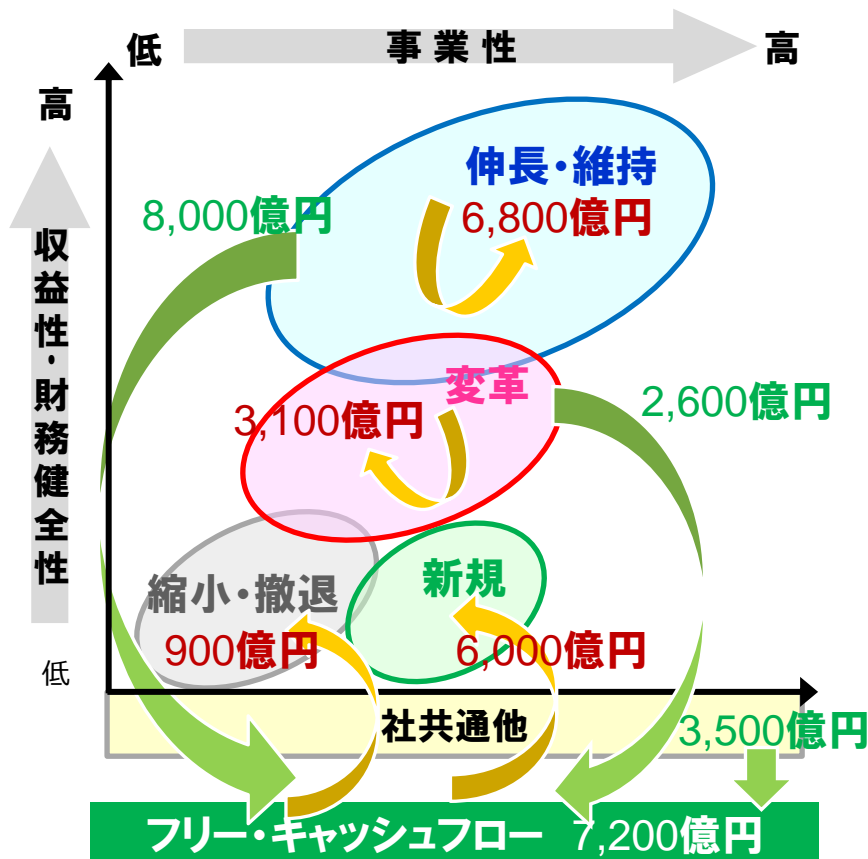 低
事業性
高
高
収益性・財務健全性
低
伸長・維持
8,000億円
6,800億円
変革
3,100億円
2,600億円
縮小・撤退
900億円
新規
6,000億円
社共通他
3,500億円
フリー・キャッシュフロー 7,200億円